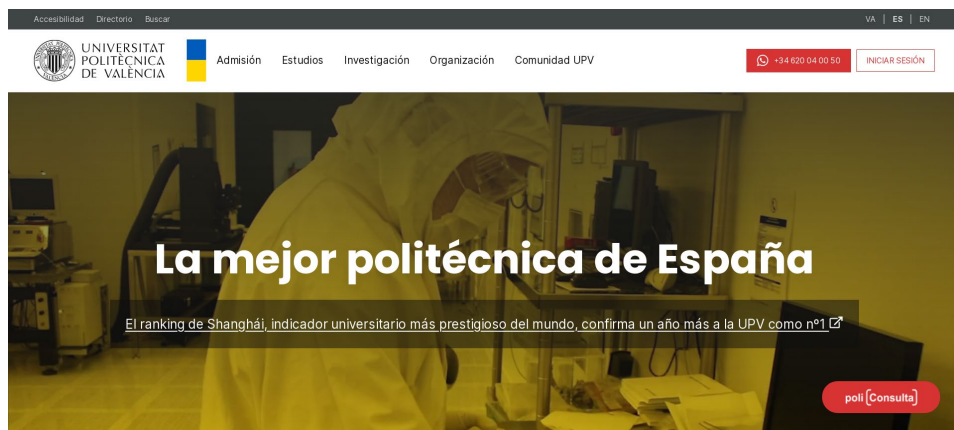 Accesibilidad Directorio Buscar VA | ES | EN
UNIVERSITAT
POLITÈCNICA
DE VALÈNCIA
Admisión Estudios Investigación Organización Comunidad UPV +34 620 04 00 50 INICIAR SESIÓN
La mejor politécnica de España
El ranking de Shanghái, indicador universitario más prestigioso del mundo, confirma un año más a la UPV como nº1
poli [Consulta]